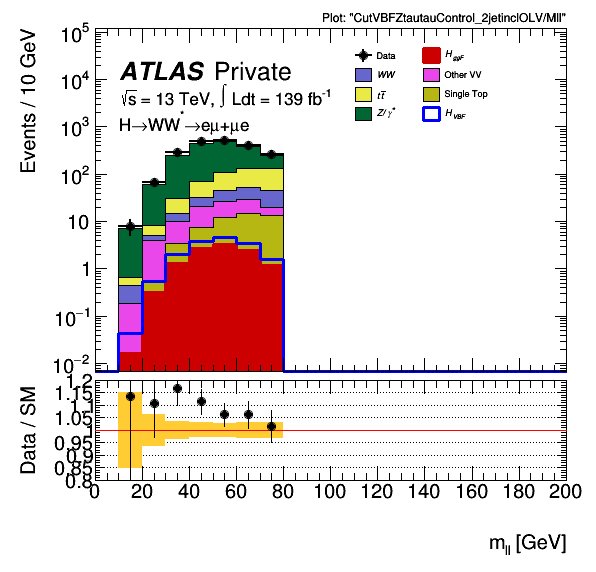 Plot: "CutVBFZtautauControl_2jetinclOLV/Mll"
Events / 10 GeV
10⁵
10⁴
10³
10²
10
1
10⁻¹
10⁻²
ATLAS Private
√s = 13 TeV, ∫ Ldt = 139 fb⁻¹
H→WW*→eμ+μe
Data
H_ggF
WW
Other VV
tt̅
Single Top
Z/γ*
H_VBF
Data / SM
1.2
1.15
1.1
1.05
1
0.95
0.9
0.85
0.8
0 20 40 60 80 100 120 140 160 180 200
m_ll [GeV]